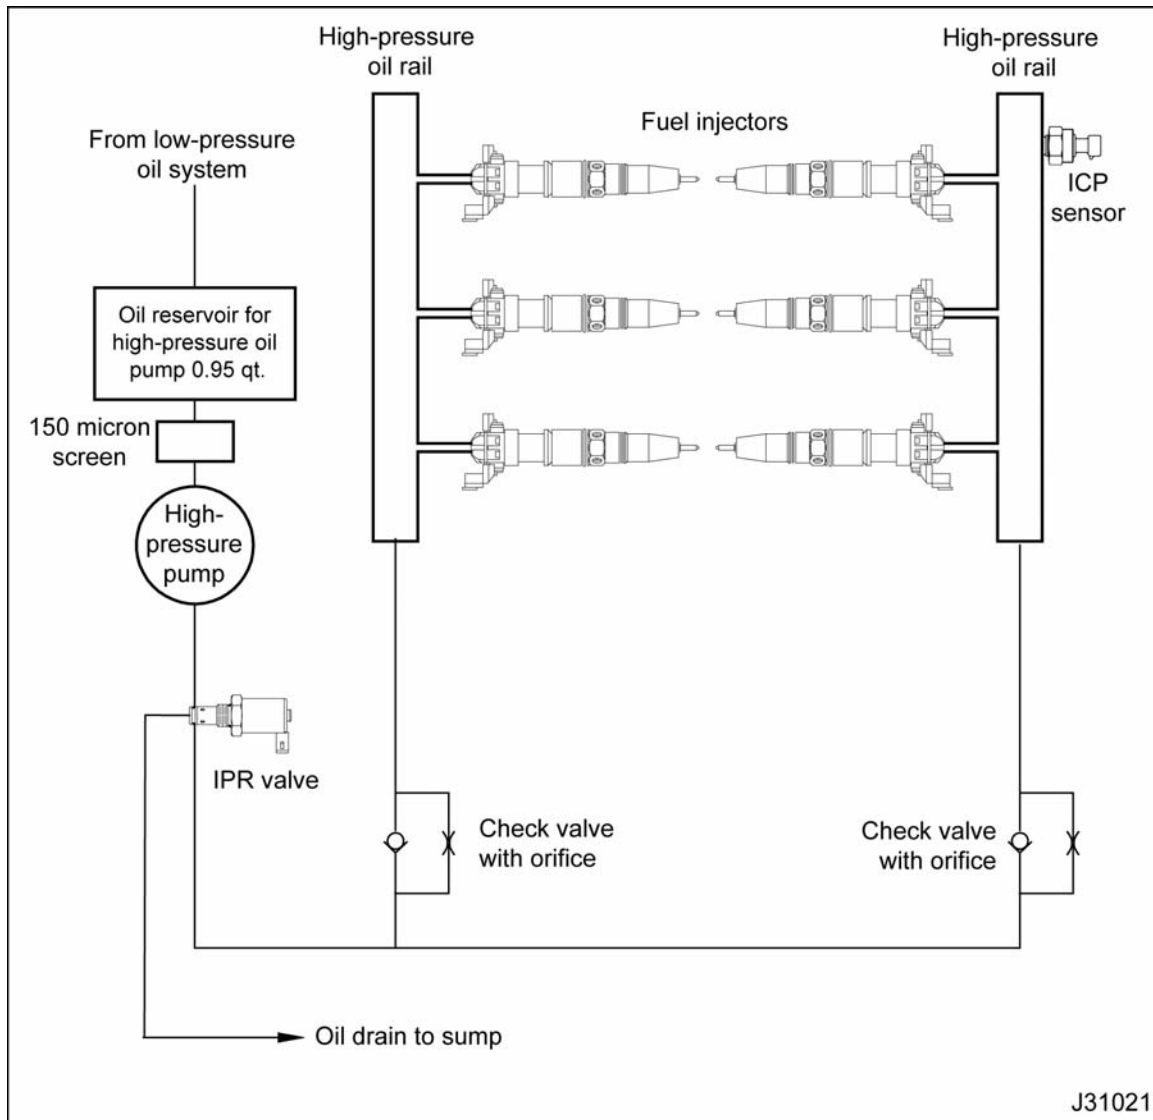 High-pressure
oil rail
High-pressure
oil rail
From low-pressure
oil system
Fuel injectors
ICP
sensor
Oil reservoir for
high-pressure oil
pump 0.95 qt.
150 micron
screen
High-
pressure
pump
IPR valve
Check valve
with orifice
Check valve
with orifice
Oil drain to sump
J31021